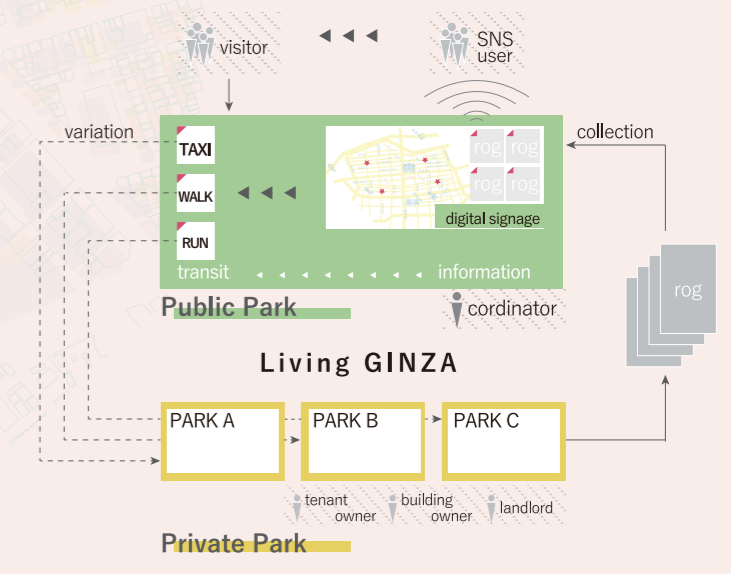 visitor
SNS
user
variation
collection
TAXI
WALK
RUN
rog rog
rog rog
digital signage
transit
information
Public Park
cordinator
rog
Living GINZA
PARK A
PARK B
PARK C
tenant
owner
building
owner
landlord
Private Park